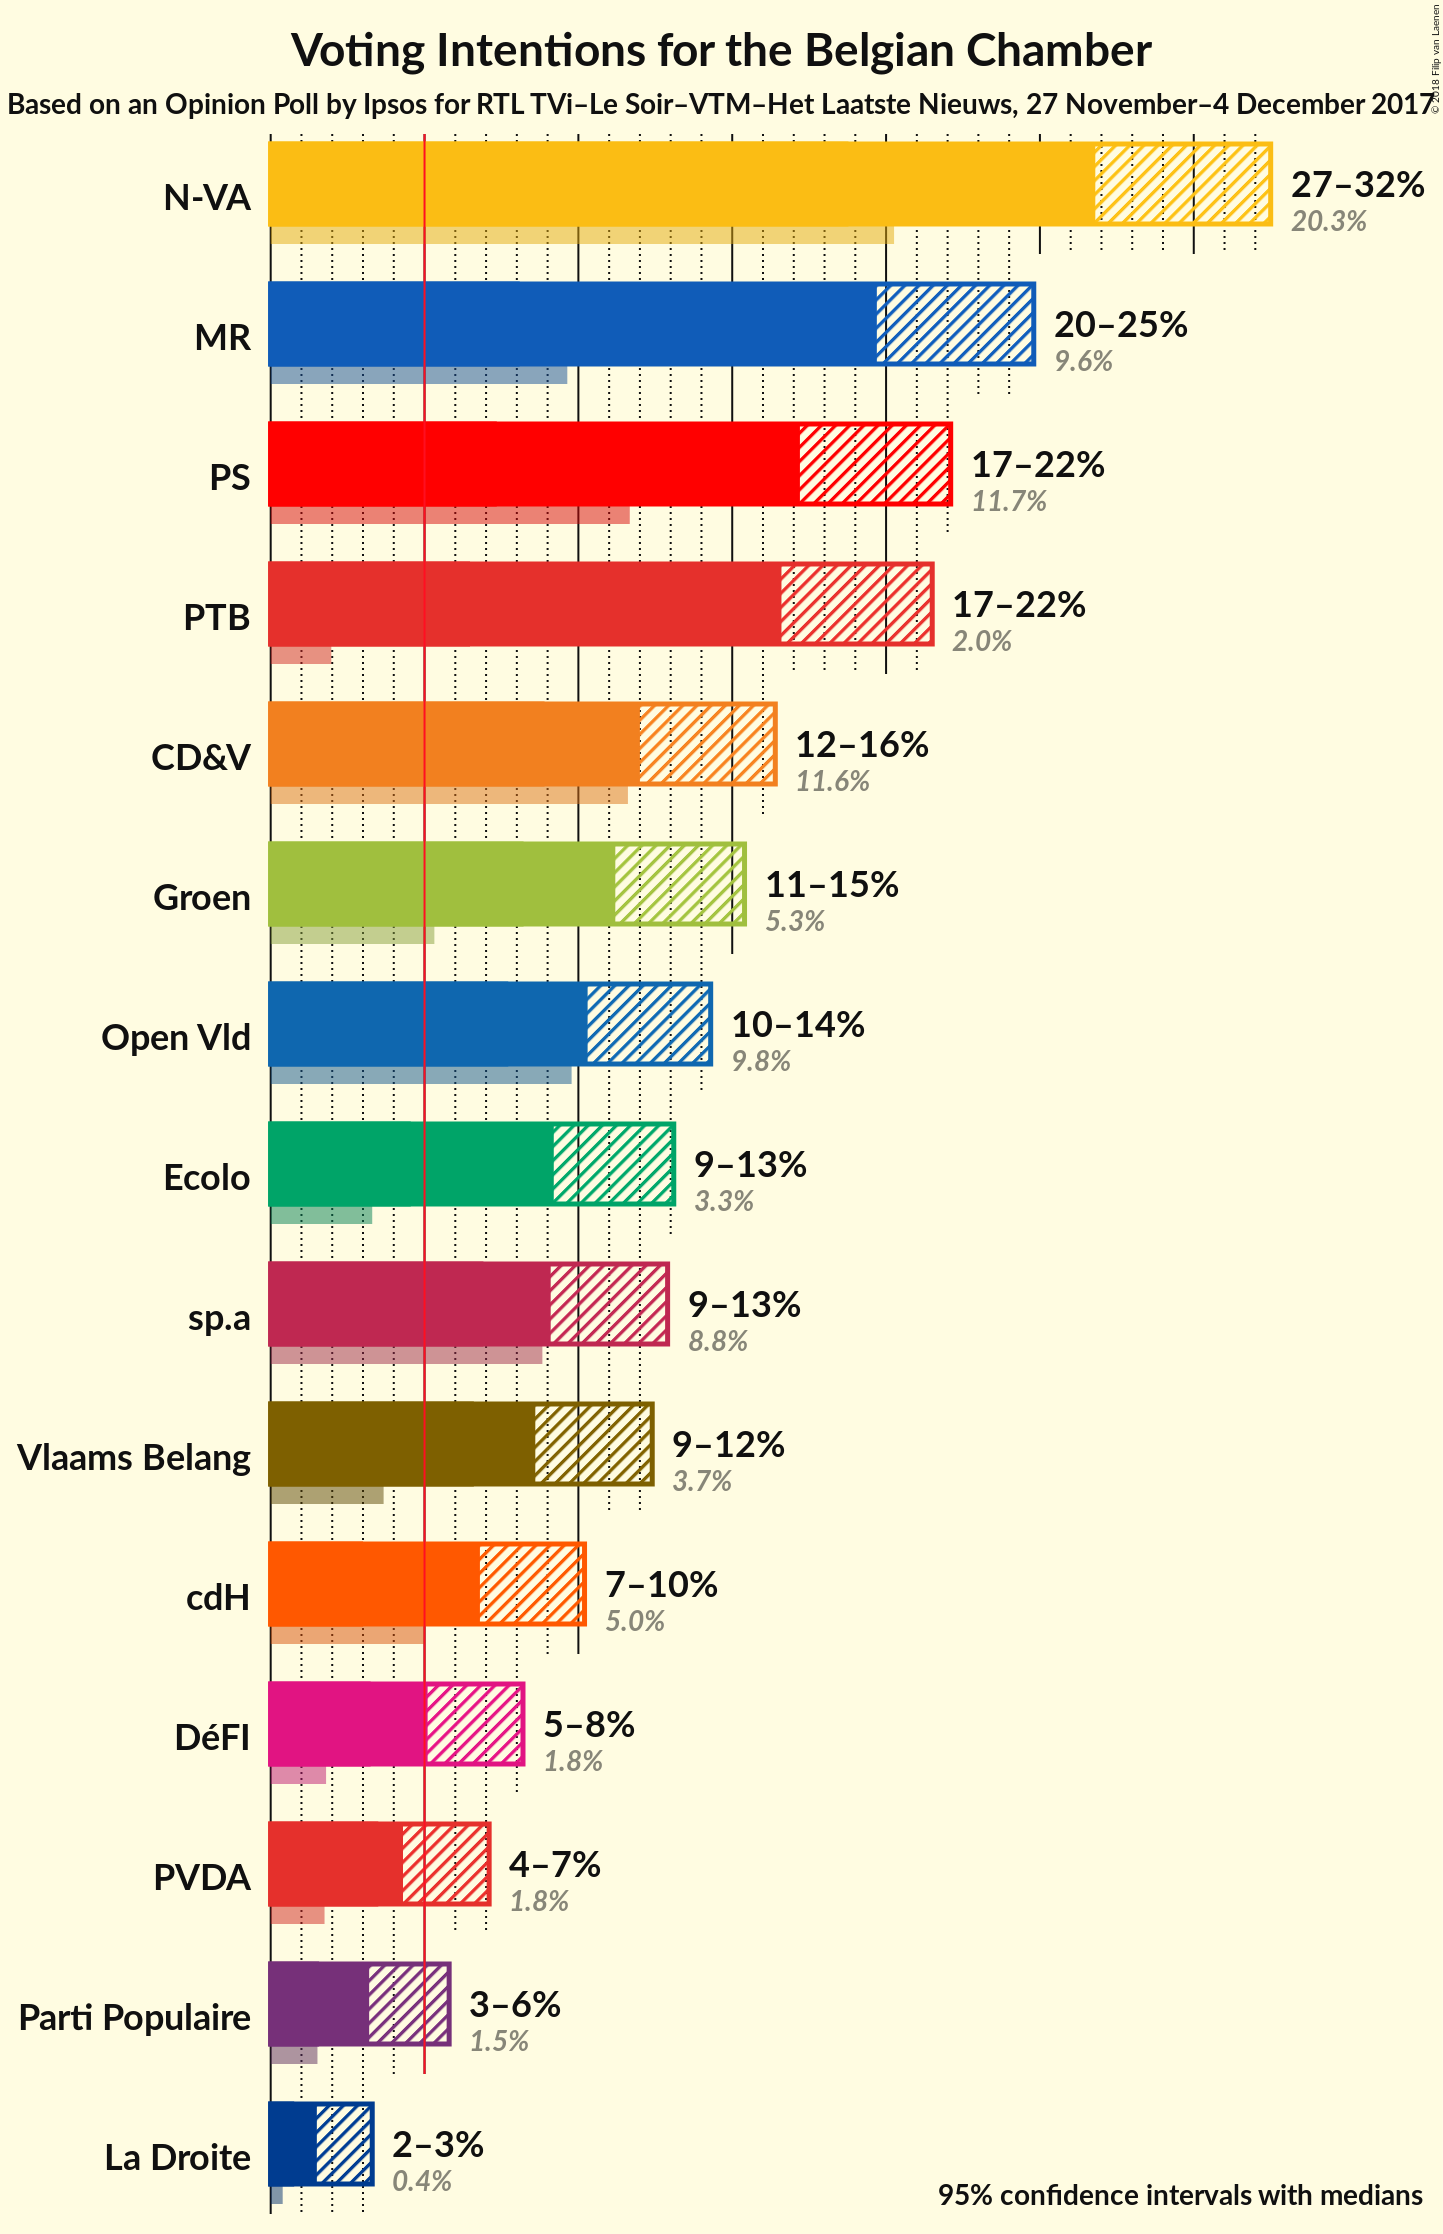 Voting Intentions for the Belgian Chamber
Based on an Opinion Poll by Ipsos for RTL TVi–Le Soir–VTM–Het Laatste Nieuws, 27 November–4 December 2017
© 2018 Filip van Laenen
N-VA
27–32%
20.3%
MR
20–25%
9.6%
PS
17–22%
11.7%
PTB
17–22%
2.0%
CD&V
12–16%
11.6%
Groen
11–15%
5.3%
Open Vld
10–14%
9.8%
Ecolo
9–13%
3.3%
sp.a
9–13%
8.8%
Vlaams Belang
9–12%
3.7%
cdH
7–10%
5.0%
DéFI
5–8%
1.8%
PVDA
4–7%
1.8%
Parti Populaire
3–6%
1.5%
La Droite
2–3%
0.4%
95% confidence intervals with medians